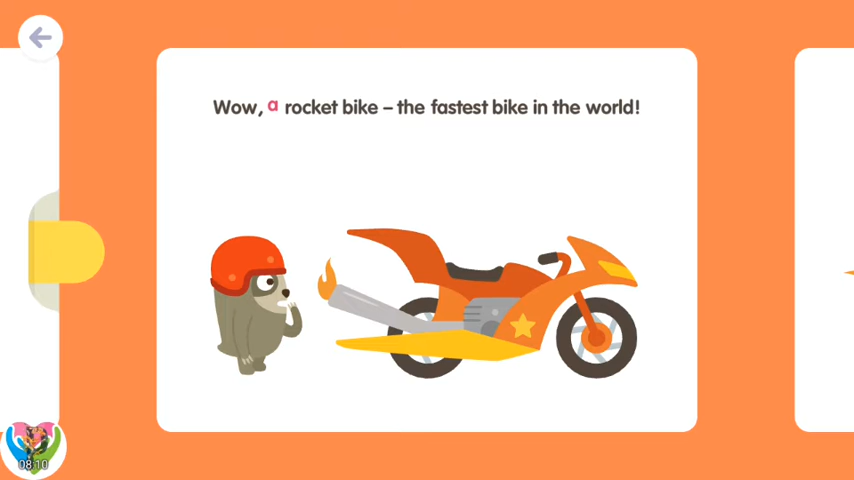 Wow, a rocket bike – the fastest bike in the world!
08:10